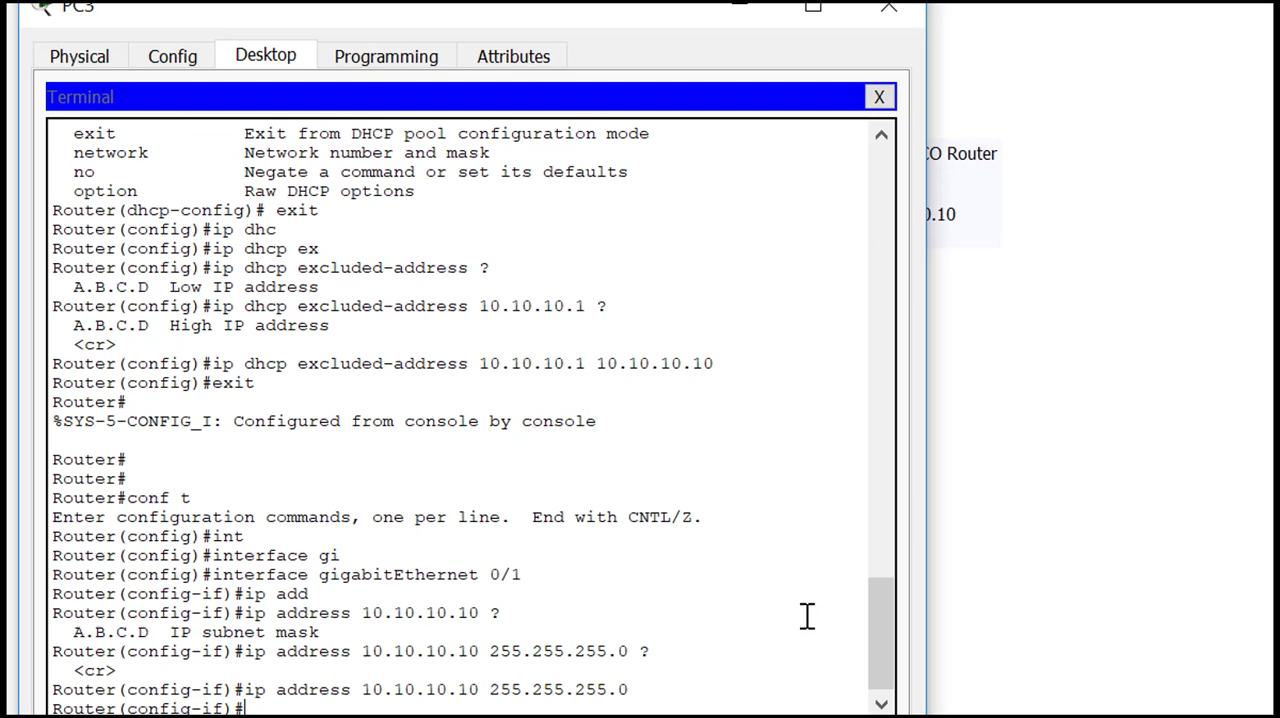 PC3
Physical Config Desktop Programming Attributes
Terminal X
exit Exit from DHCP pool configuration mode
network Network number and mask
no Negate a command or set its defaults
option Raw DHCP options
Router(dhcp-config)# exit
Router(config)#ip dhc
Router(config)#ip dhcp ex
Router(config)#ip dhcp excluded-address ?
A.B.C.D Low IP address
Router(config)#ip dhcp excluded-address 10.10.10.1 ?
A.B.C.D High IP address
<cr>
Router(config)#ip dhcp excluded-address 10.10.10.1 10.10.10.10
Router(config)#exit
Router#
%SYS-5-CONFIG_I: Configured from console by console
Router#
Router#
Router#conf t
Enter configuration commands, one per line. End with CNTL/Z.
Router(config)#int
Router(config)#interface gi
Router(config)#interface gigabitEthernet 0/1
Router(config-if)#ip add
Router(config-if)#ip address 10.10.10.10 ?
A.B.C.D IP subnet mask
Router(config-if)#ip address 10.10.10.10 255.255.255.0 ?
<cr>
Router(config-if)#ip address 10.10.10.10 255.255.255.0
Router(config-if)#
CO Router
0.10